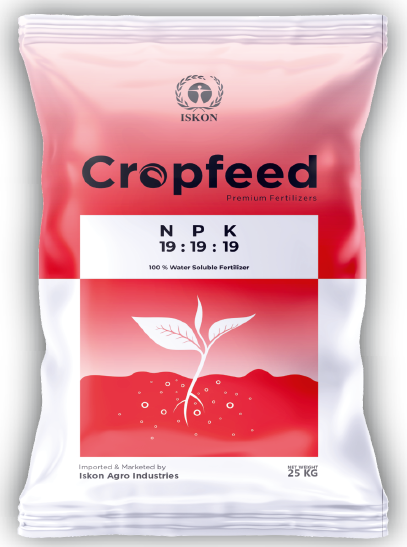 ISKON
Cropfeed
Premium Fertilizers
N P K
19 : 19 : 19
100 % Water Soluble Fertilizer
Imported & Marketed by
Iskon Agro Industries
NET WEIGHT
25 KG